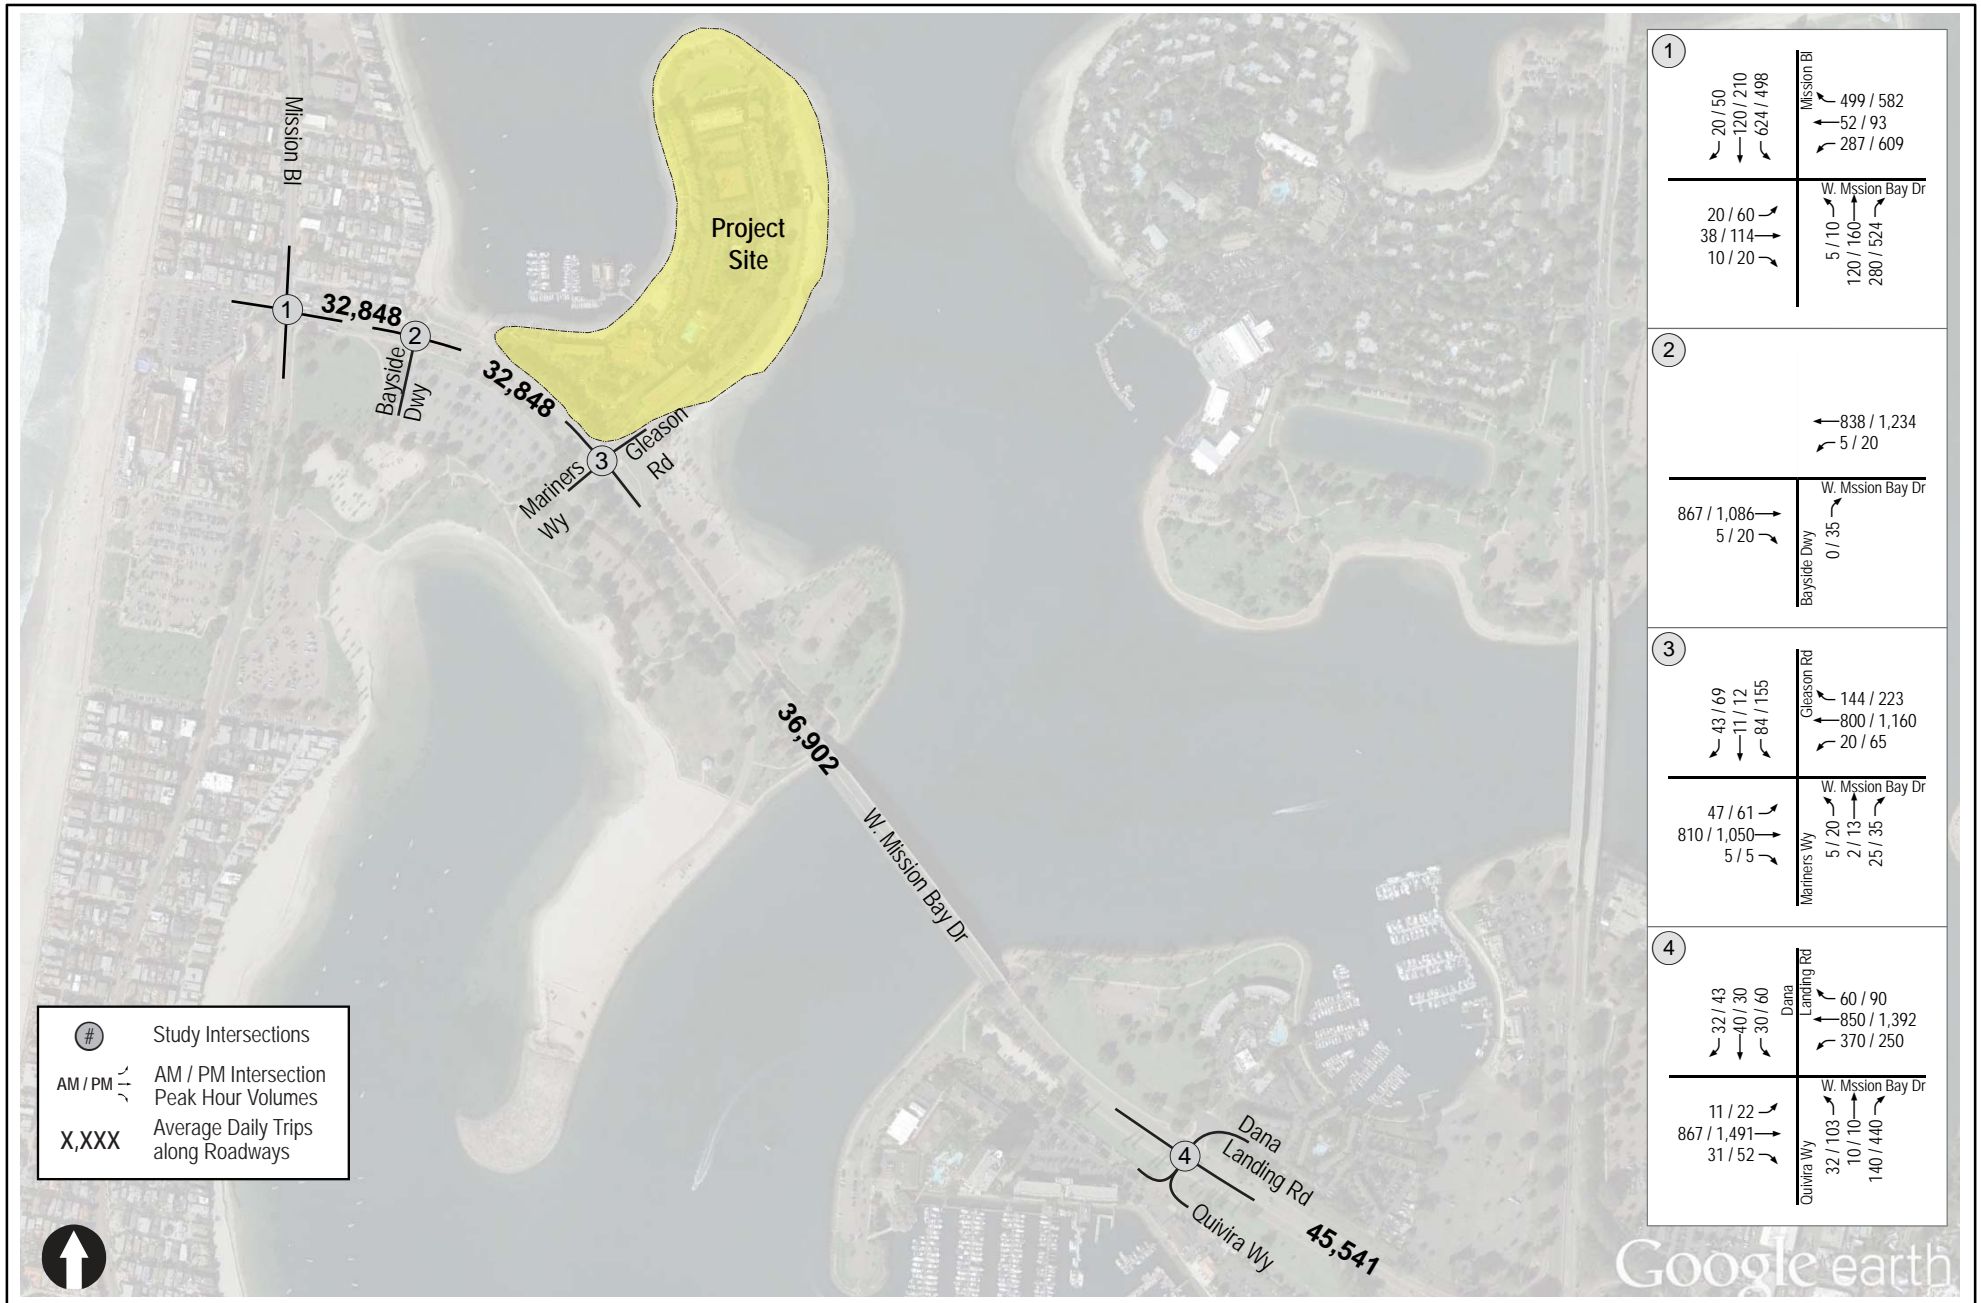 Mission Bl
1
32,848
2
Bayside
Dwy
32,848
Project
Site
3
Gleason
Rd
Mariners
Wy
36,902
W. Mission Bay Dr
4
Dana
Landing Rd
Quivira Wy
45,541
#
Study Intersections
AM / PM
AM / PM Intersection
Peak Hour Volumes
X,XXX
Average Daily Trips
along Roadways
1
Mission Bl
20 / 50
120 / 210
624 / 498
499 / 582
52 / 93
287 / 609
W. Mssion Bay Dr
20 / 60
38 / 114
10 / 20
5 / 10
120 / 160
280 / 524
2
838 / 1,234
5 / 20
W. Mssion Bay Dr
867 / 1,086
5 / 20
Bayside Dwy
0 / 35
3
Gleason Rd
43 / 69
11 / 12
84 / 155
144 / 223
800 / 1,160
20 / 65
W. Mssion Bay Dr
47 / 61
810 / 1,050
5 / 5
Mariners Wy
5 / 20
2 / 13
25 / 35
4
Dana
Landing Rd
32 / 43
40 / 30
30 / 60
60 / 90
850 / 1,392
370 / 250
W. Mssion Bay Dr
11 / 22
867 / 1,491
31 / 52
Quivira Wy
32 / 103
10 / 10
140 / 440
Google earth